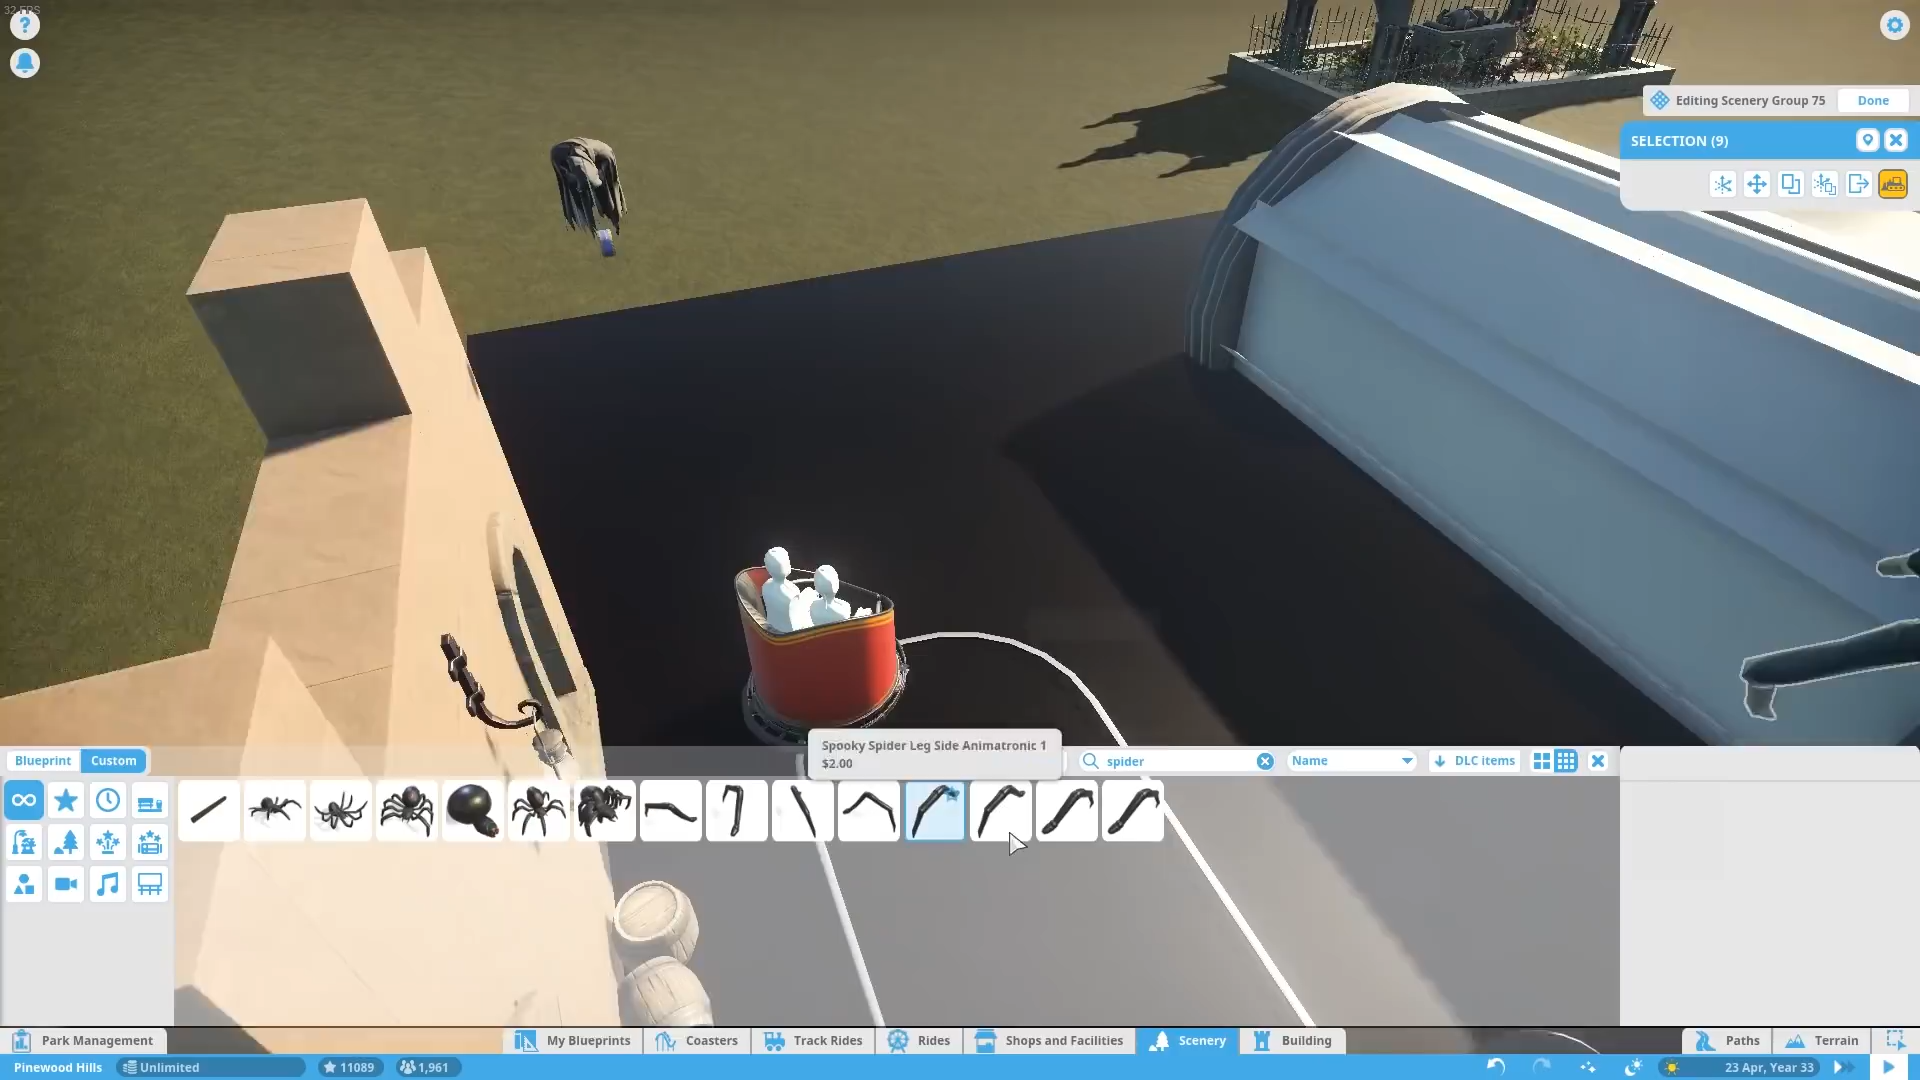 32 FPS
?
Editing Scenery Group 75
Done
SELECTION (9)
Spooky Spider Leg Side Animatronic 1
$2.00
Blueprint
Custom
spider
Name
DLC items
Park Management
My Blueprints
Coasters
Track Rides
Rides
Shops and Facilities
Scenery
Building
Paths
Terrain
Pinewood Hills
Unlimited
11089
1,961
23 Apr, Year 33